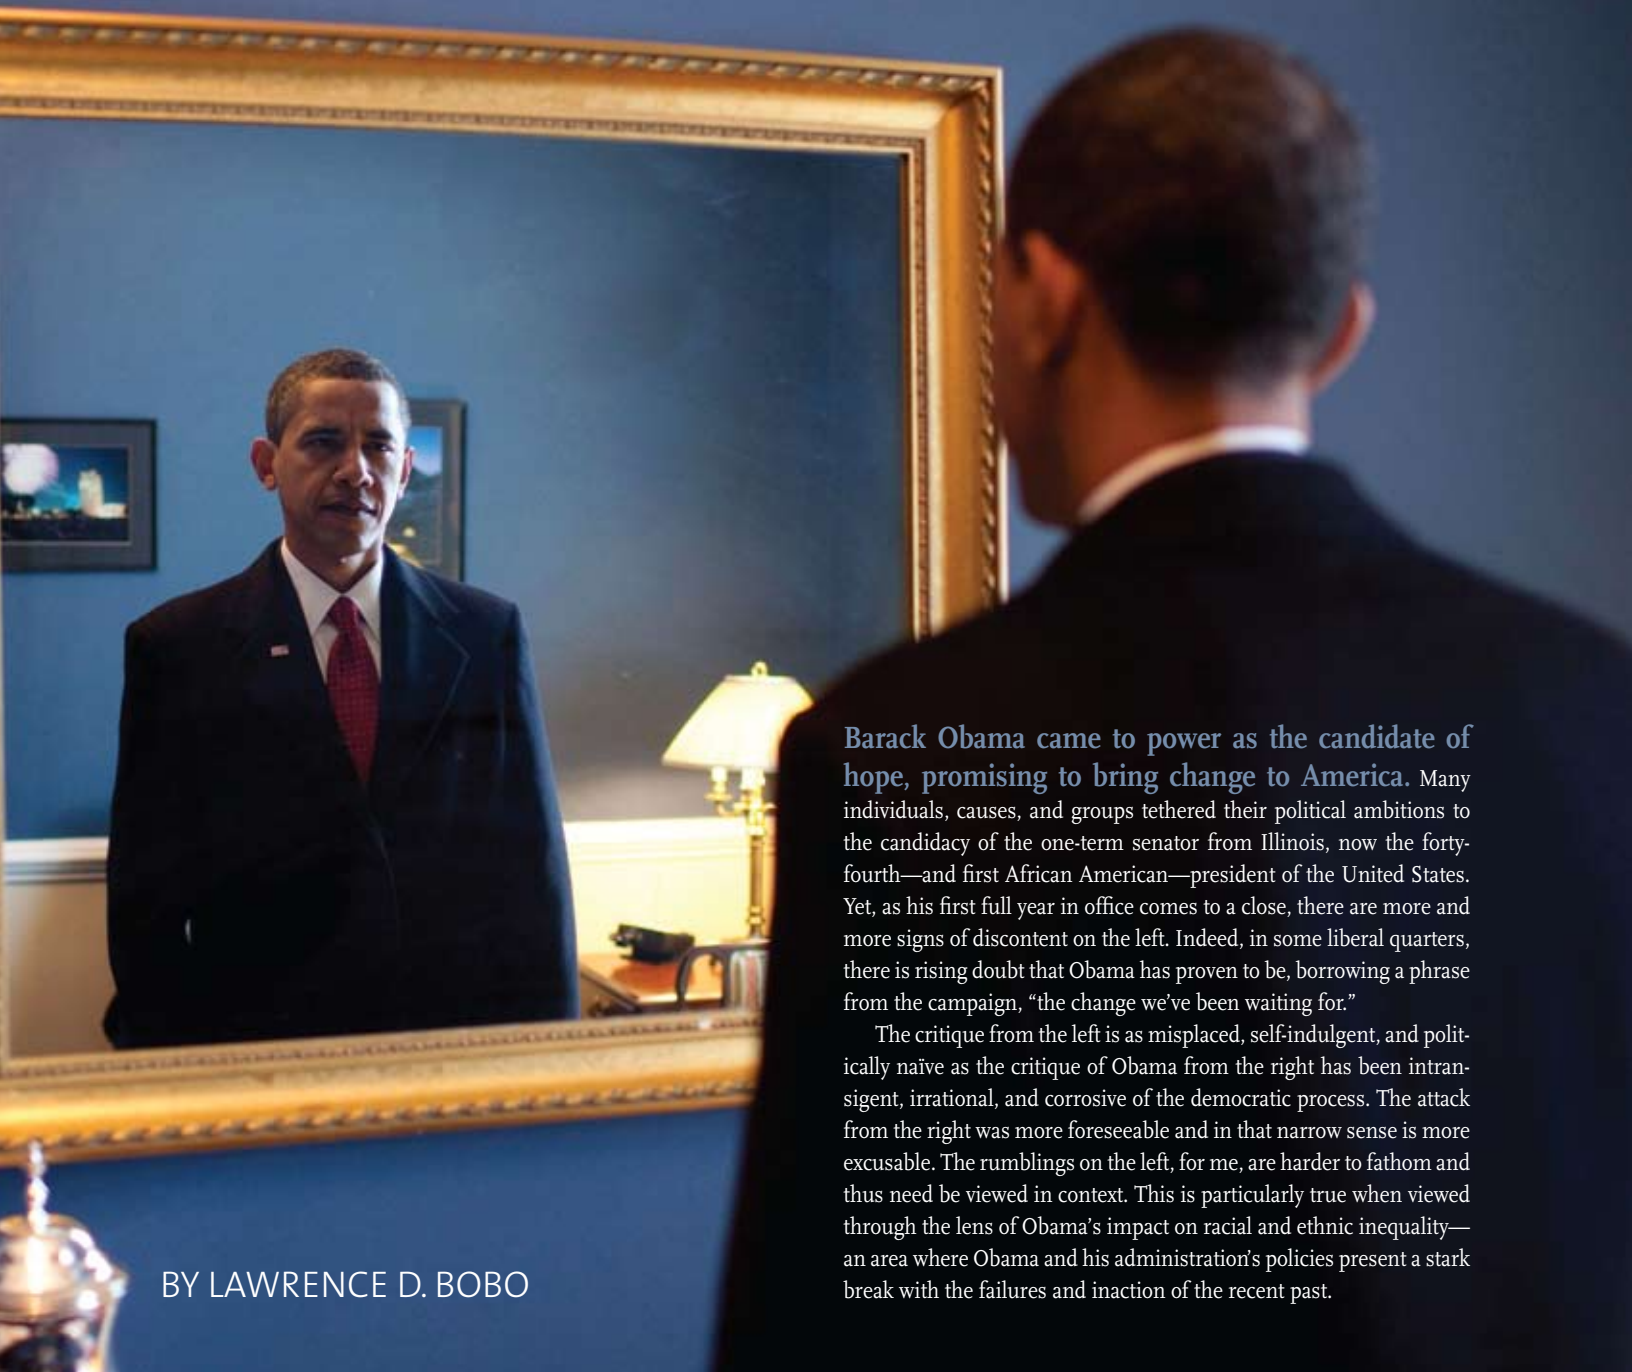 Barack Obama came to power as the candidate of
hope, promising to bring change to America. Many
individuals, causes, and groups tethered their political ambitions to
the candidacy of the one-term senator from Illinois, now the forty-
fourth—and first African American—president of the United States.
Yet, as his first full year in office comes to a close, there are more and
more signs of discontent on the left. Indeed, in some liberal quarters,
there is rising doubt that Obama has proven to be, borrowing a phrase
from the campaign, “the change we’ve been waiting for.”
The critique from the left is as misplaced, self-indulgent, and polit-
ically naïve as the critique of Obama from the right has been intran-
sigent, irrational, and corrosive of the democratic process. The attack
from the right was more foreseeable and in that narrow sense is more
excusable. The rumblings on the left, for me, are harder to fathom and
thus need be viewed in context. This is particularly true when viewed
through the lens of Obama’s impact on racial and ethnic inequality—
an area where Obama and his administration’s policies present a stark
break with the failures and inaction of the recent past.
BY LAWRENCE D. BOBO